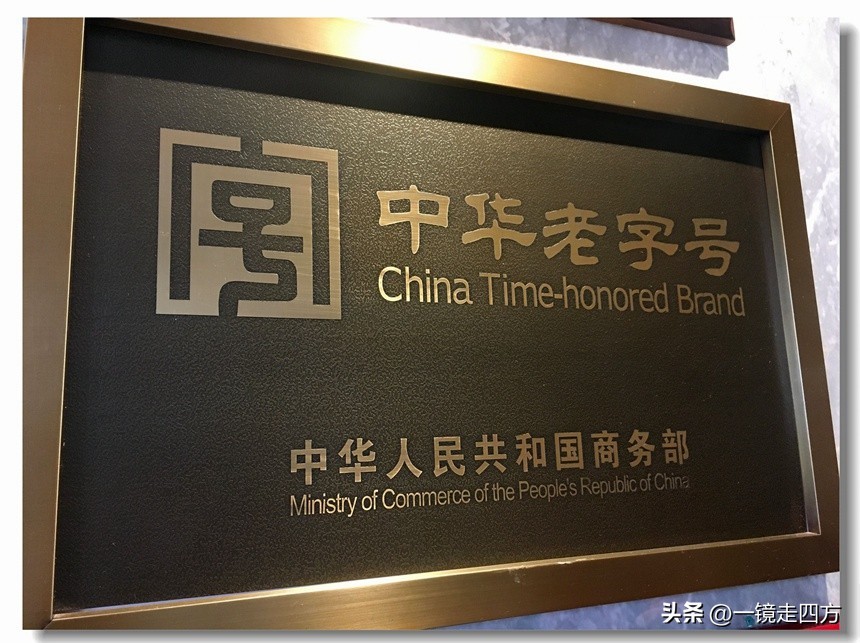 中华老字号
China Time-honored Brand
中华人民共和国商务部
Ministry of Commerce of the People's Republic of China
头条 @一镜走四方